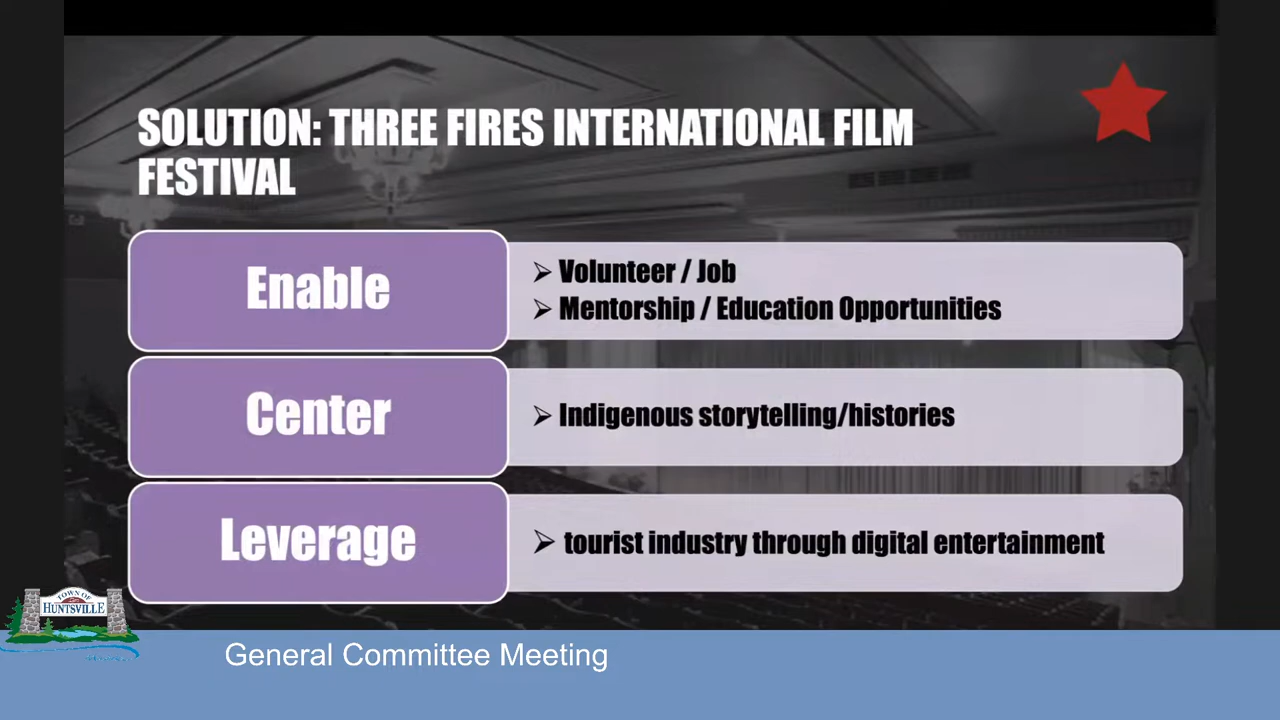 SOLUTION: THREE FIRES INTERNATIONAL FILM
FESTIVAL
Enable
Volunteer / Job
Mentorship / Education Opportunities
Center
Indigenous storytelling/histories
Leverage
tourist industry through digital entertainment
TOWN OF
HUNTSVILLE
General Committee Meeting